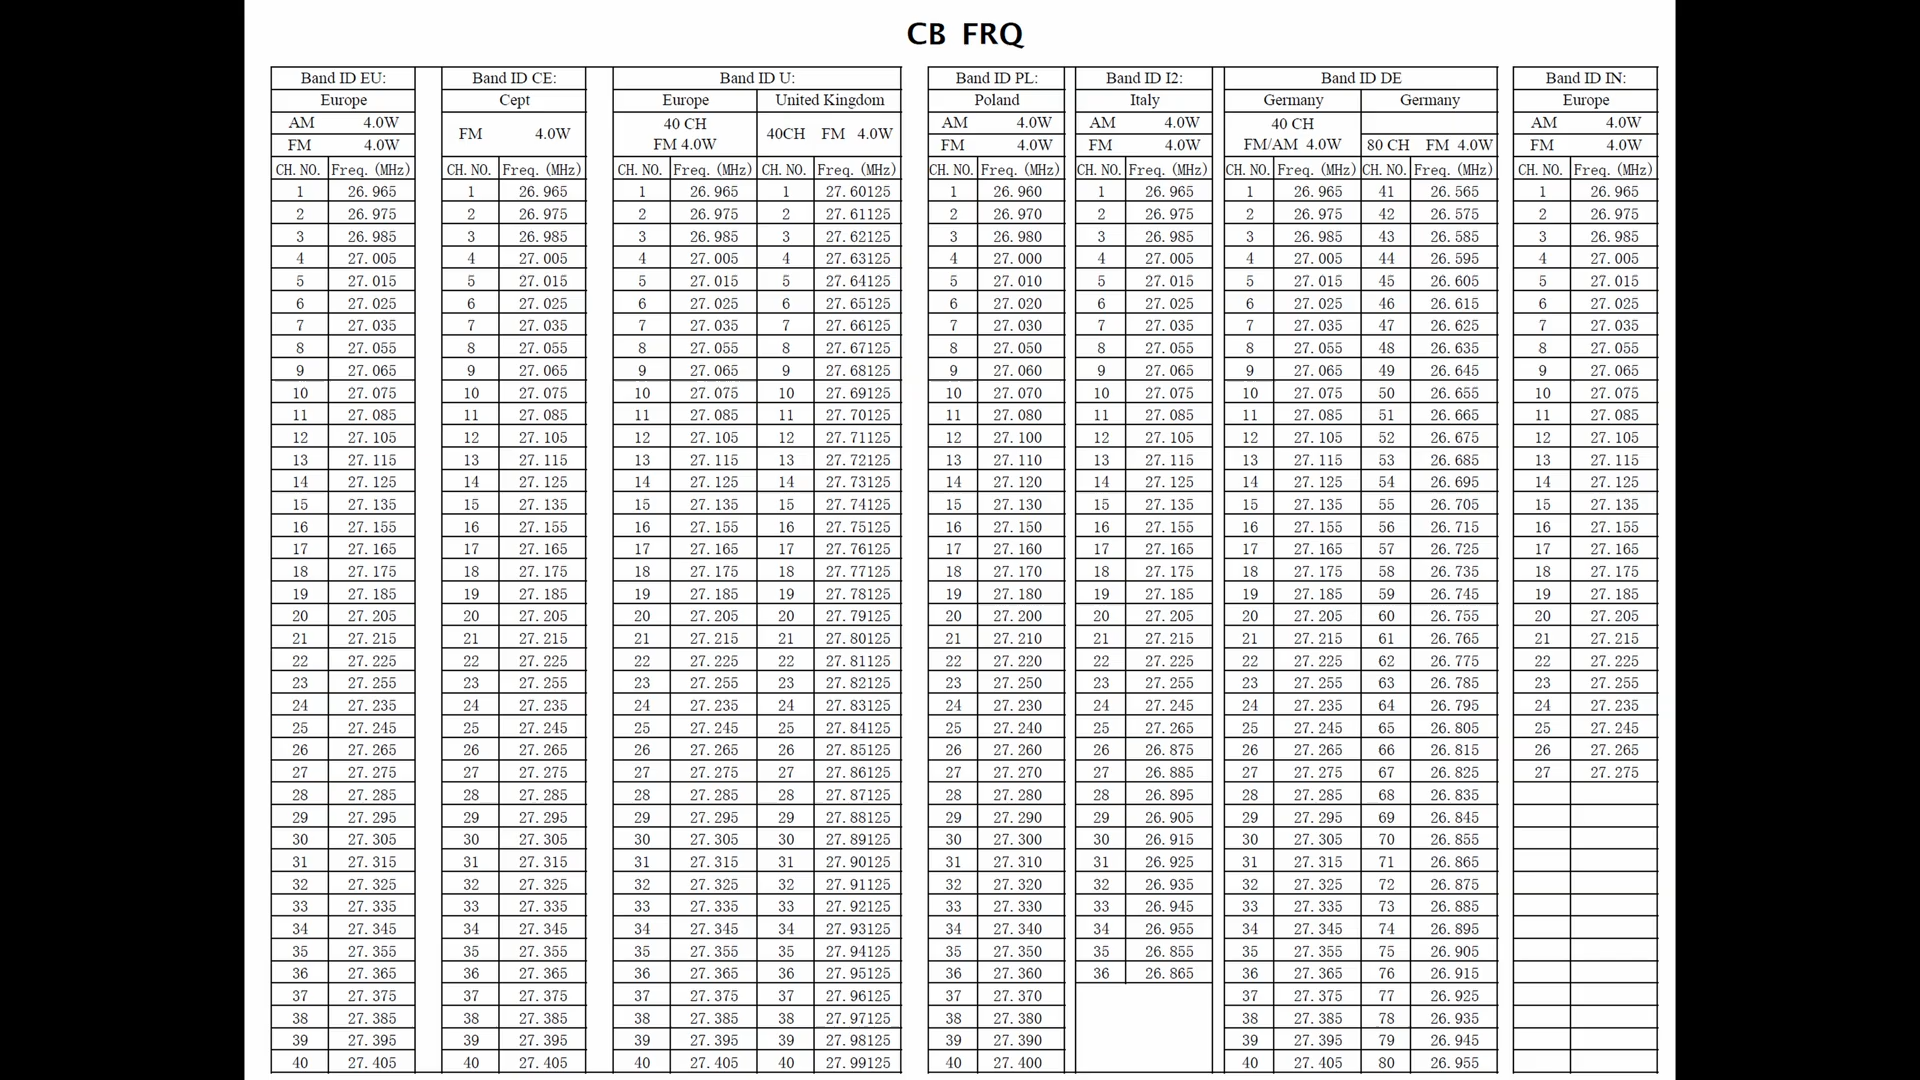 CB FRQ
Band ID EU: Band ID CE: Band ID U: Band ID PL: Band ID I2: Band ID DE Band ID IN:
Europe Cept Europe United Kingdom Poland Italy Germany Germany Europe
AM 4.0W FM 4.0W 40 CH 40CH FM 4.0W AM 4.0W AM 4.0W 40 CH AM 4.0W
FM 4.0W FM 4.0W FM 4.0W FM 4.0W FM/AM 4.0W 80 CH FM 4.0W FM 4.0W
CH. NO. Freq. (MHz) CH. NO. Freq. (MHz) CH. NO. Freq. (MHz) CH. NO. Freq. (MHz) CH. NO. Freq. (MHz) CH. NO. Freq. (MHz) CH. NO. Freq. (MHz) CH. NO. Freq. (MHz) CH. NO. Freq. (MHz)
1 26.965 1 26.965 1 26.965 1 27.60125 1 26.960 1 26.965 1 26.965 41 26.565 1 26.965
2 26.975 2 26.975 2 26.975 2 27.61125 2 26.970 2 26.975 2 26.975 42 26.575 2 26.975
3 26.985 3 26.985 3 26.985 3 27.62125 3 26.980 3 26.985 3 26.985 43 26.585 3 26.985
4 27.005 4 27.005 4 27.005 4 27.63125 4 27.000 4 27.005 4 27.005 44 26.595 4 27.005
5 27.015 5 27.015 5 27.015 5 27.64125 5 27.010 5 27.015 5 27.015 45 26.605 5 27.015
6 27.025 6 27.025 6 27.025 6 27.65125 6 27.020 6 27.025 6 27.025 46 26.615 6 27.025
7 27.035 7 27.035 7 27.035 7 27.66125 7 27.030 7 27.035 7 27.035 47 26.625 7 27.035
8 27.055 8 27.055 8 27.055 8 27.67125 8 27.050 8 27.055 8 27.055 48 26.635 8 27.055
9 27.065 9 27.065 9 27.065 9 27.68125 9 27.060 9 27.065 9 27.065 49 26.645 9 27.065
10 27.075 10 27.075 10 27.075 10 27.69125 10 27.070 10 27.075 10 27.075 50 26.655 10 27.075
11 27.085 11 27.085 11 27.085 11 27.70125 11 27.080 11 27.085 11 27.085 51 26.665 11 27.085
12 27.105 12 27.105 12 27.105 12 27.71125 12 27.100 12 27.105 12 27.105 52 26.675 12 27.105
13 27.115 13 27.115 13 27.115 13 27.72125 13 27.110 13 27.115 13 27.115 53 26.685 13 27.115
14 27.125 14 27.125 14 27.125 14 27.73125 14 27.120 14 27.125 14 27.125 54 26.695 14 27.125
15 27.135 15 27.135 15 27.135 15 27.74125 15 27.130 15 27.135 15 27.135 55 26.705 15 27.135
16 27.155 16 27.155 16 27.155 16 27.75125 16 27.150 16 27.155 16 27.155 56 26.715 16 27.155
17 27.165 17 27.165 17 27.165 17 27.76125 17 27.160 17 27.165 17 27.165 57 26.725 17 27.165
18 27.175 18 27.175 18 27.175 18 27.77125 18 27.170 18 27.175 18 27.175 58 26.735 18 27.175
19 27.185 19 27.185 19 27.185 19 27.78125 19 27.180 19 27.185 19 27.185 59 26.745 19 27.185
20 27.205 20 27.205 20 27.205 20 27.79125 20 27.200 20 27.205 20 27.205 60 26.755 20 27.205
21 27.215 21 27.215 21 27.215 21 27.80125 21 27.210 21 27.215 21 27.215 61 26.765 21 27.215
22 27.225 22 27.225 22 27.225 22 27.81125 22 27.220 22 27.225 22 27.225 62 26.775 22 27.225
23 27.255 23 27.255 23 27.255 23 27.82125 23 27.250 23 27.255 23 27.255 63 26.785 23 27.255
24 27.235 24 27.235 24 27.235 24 27.83125 24 27.230 24 27.245 24 27.235 64 26.795 24 27.235
25 27.245 25 27.245 25 27.245 25 27.84125 25 27.240 25 27.265 25 27.245 65 26.805 25 27.245
26 27.265 26 27.265 26 27.265 26 27.85125 26 27.260 26 26.875 26 27.265 66 26.815 26 27.265
27 27.275 27 27.275 27 27.275 27 27.86125 27 27.270 27 26.885 27 27.275 67 26.825 27 27.275
28 27.285 28 27.285 28 27.285 28 27.87125 28 27.280 28 26.895 28 27.285 68 26.835
29 27.295 29 27.295 29 27.295 29 27.88125 29 27.290 29 26.905 29 27.295 69 26.845
30 27.305 30 27.305 30 27.305 30 27.89125 30 27.300 30 26.915 30 27.305 70 26.855
31 27.315 31 27.315 31 27.315 31 27.90125 31 27.310 31 26.925 31 27.315 71 26.865
32 27.325 32 27.325 32 27.325 32 27.91125 32 27.320 32 26.935 32 27.325 72 26.875
33 27.335 33 27.335 33 27.335 33 27.92125 33 27.330 33 26.945 33 27.335 73 26.885
34 27.345 34 27.345 34 27.345 34 27.93125 34 27.340 34 26.955 34 27.345 74 26.895
35 27.355 35 27.355 35 27.355 35 27.94125 35 27.350 35 26.855 35 27.355 75 26.905
36 27.365 36 27.365 36 27.365 36 27.95125 36 27.360 36 26.865 36 27.365 76 26.915
37 27.375 37 27.375 37 27.375 37 27.96125 37 27.370 37 27.375 77 26.925
38 27.385 38 27.385 38 27.385 38 27.97125 38 27.380 38 27.385 78 26.935
39 27.395 39 27.395 39 27.395 39 27.98125 39 27.390 39 27.395 79 26.945
40 27.405 40 27.405 40 27.405 40 27.99125 40 27.400 40 27.405 80 26.955